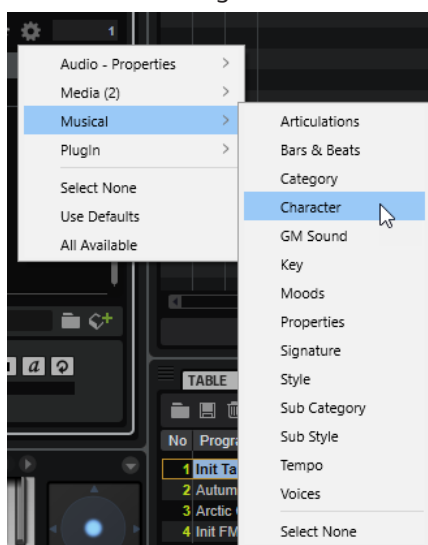 1
Audio - Properties
Media (2)
Musical
PlugIn
Select None
Use Defaults
All Available
Articulations
Bars & Beats
Category
Character
GM Sound
Key
Moods
Properties
Signature
Style
Sub Category
Sub Style
Tempo
Voices
Select None
a
TABLE
No
1 Init Ta
2 Autum
3 Arctic
4 Init FM